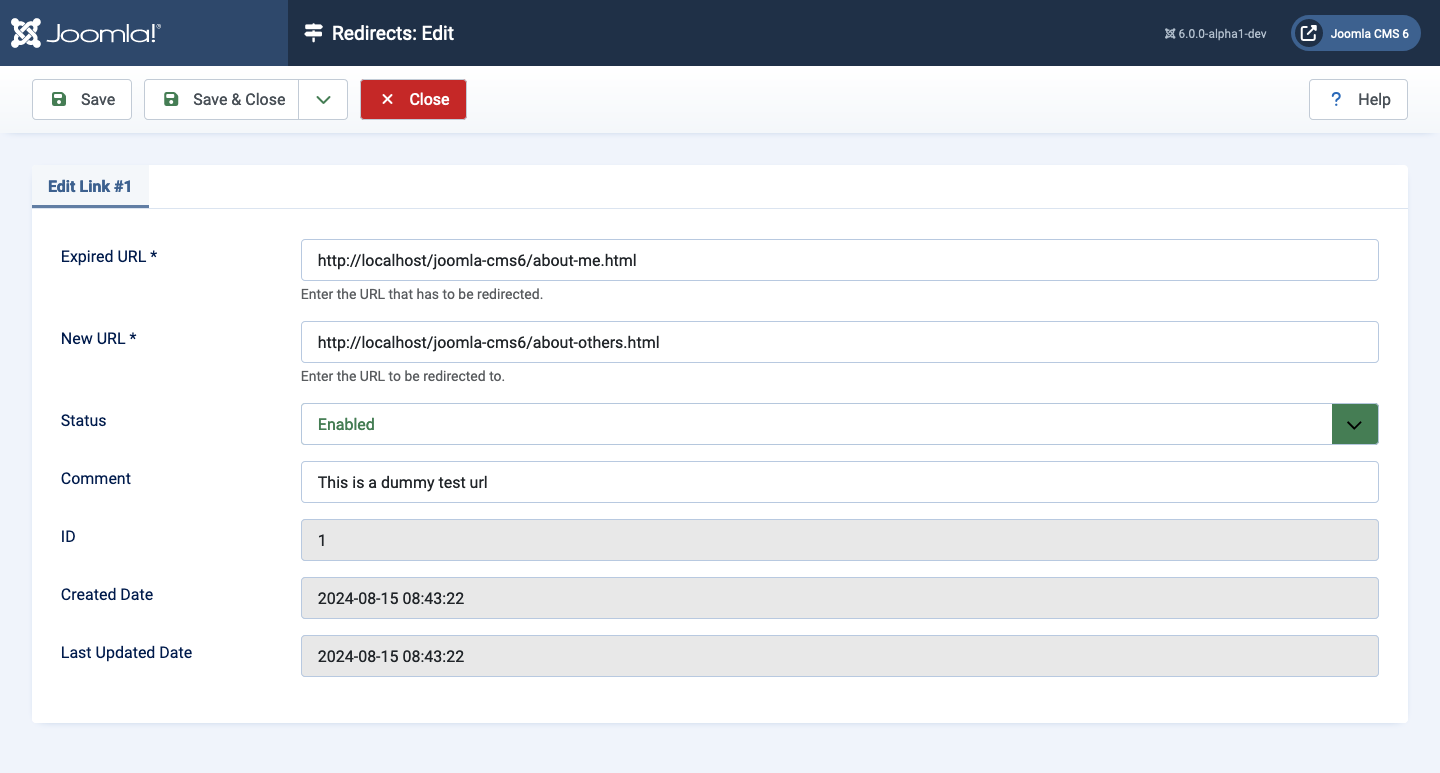 Joomla!®
Redirects: Edit
6.0.0-alpha1-dev
Joomla CMS 6
Save
Save & Close
Close
? Help
Edit Link #1
Expired URL *
http://localhost/joomla-cms6/about-me.html
Enter the URL that has to be redirected.
New URL *
http://localhost/joomla-cms6/about-others.html
Enter the URL to be redirected to.
Status
Enabled
Comment
This is a dummy test url
ID
1
Created Date
2024-08-15 08:43:22
Last Updated Date
2024-08-15 08:43:22